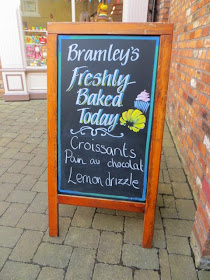 Bramley's
Freshly
Baked
Today
Croissants
Pain au chocolat
Lemon drizzle